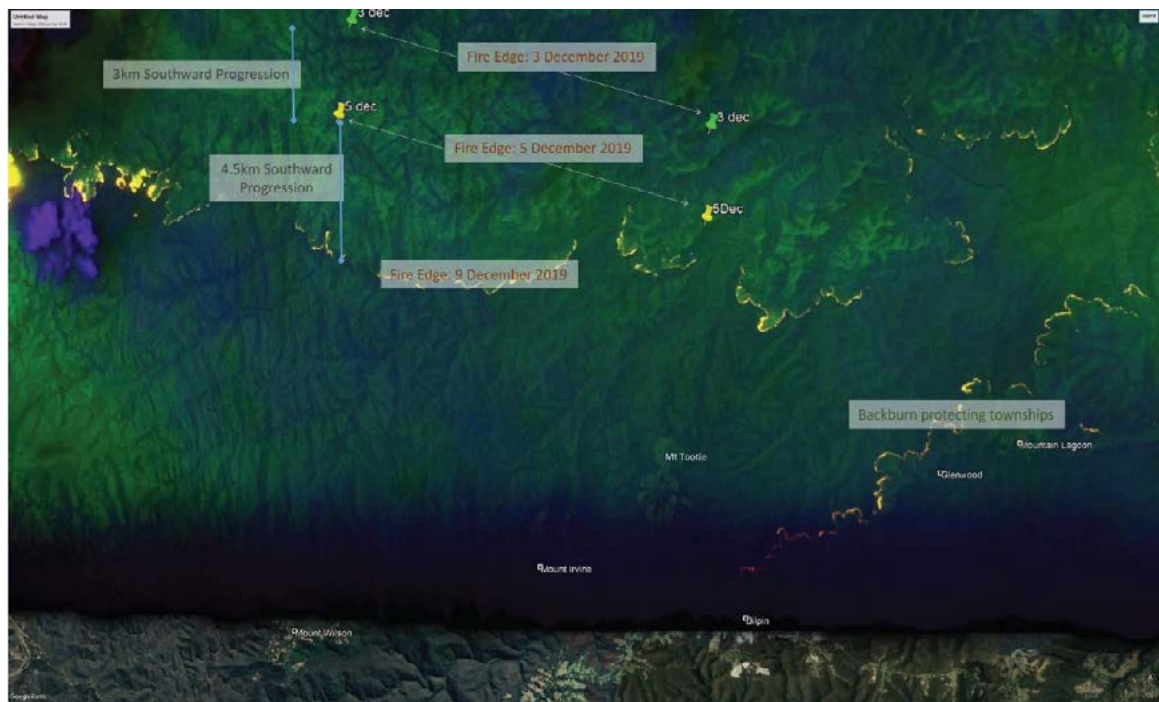 Untitled Map
3 dec
Fire Edge: 3 December 2019
3km Southward Progression
5 dec
3 dec
Fire Edge: 5 December 2019
4.5km Southward
Progression
5Dec
Fire Edge: 9 December 2019
Backburn protecting townships
Mountain Lagoon
Mt Tootie
Glenwood
Mount Irvine
Bilpin
Mount Wilson
Google Earth